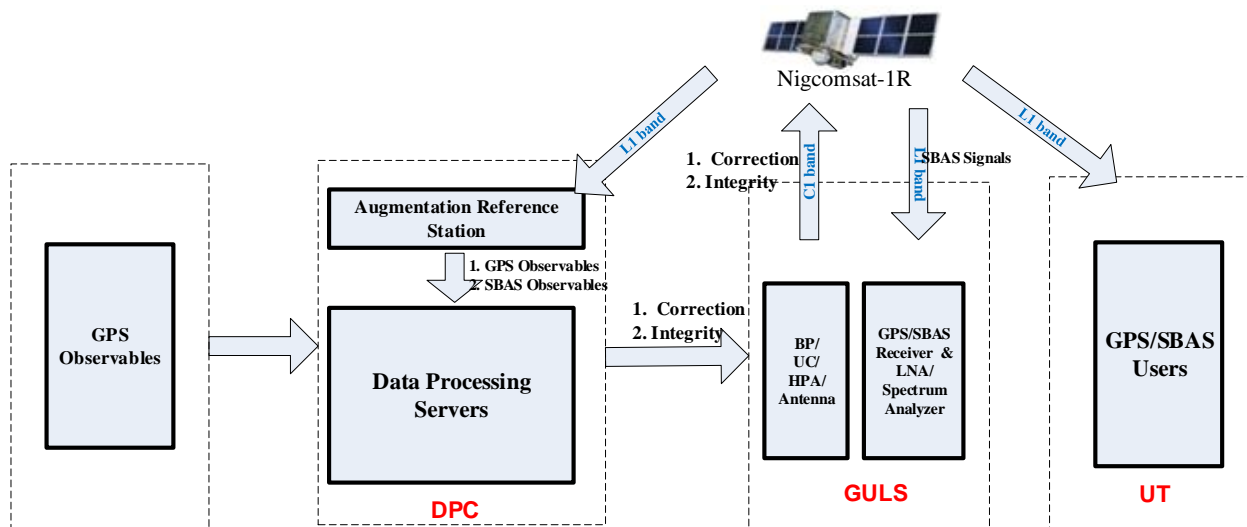 Nigcomsat-1R
L1 band
1. Correction
2. Integrity
C1 band
L1 band
SBAS Signals
L1 band
Augmentation Reference
Station
1. GPS Observables
2. SBAS Observables
GPS
Observables
Data Processing
Servers
1. Correction
2. Integrity
BP/
UC/
HPA/
Antenna
GPS/SBAS
Receiver &
LNA/
Spectrum
Analyzer
GPS/SBAS
Users
DPC
GULS
UT